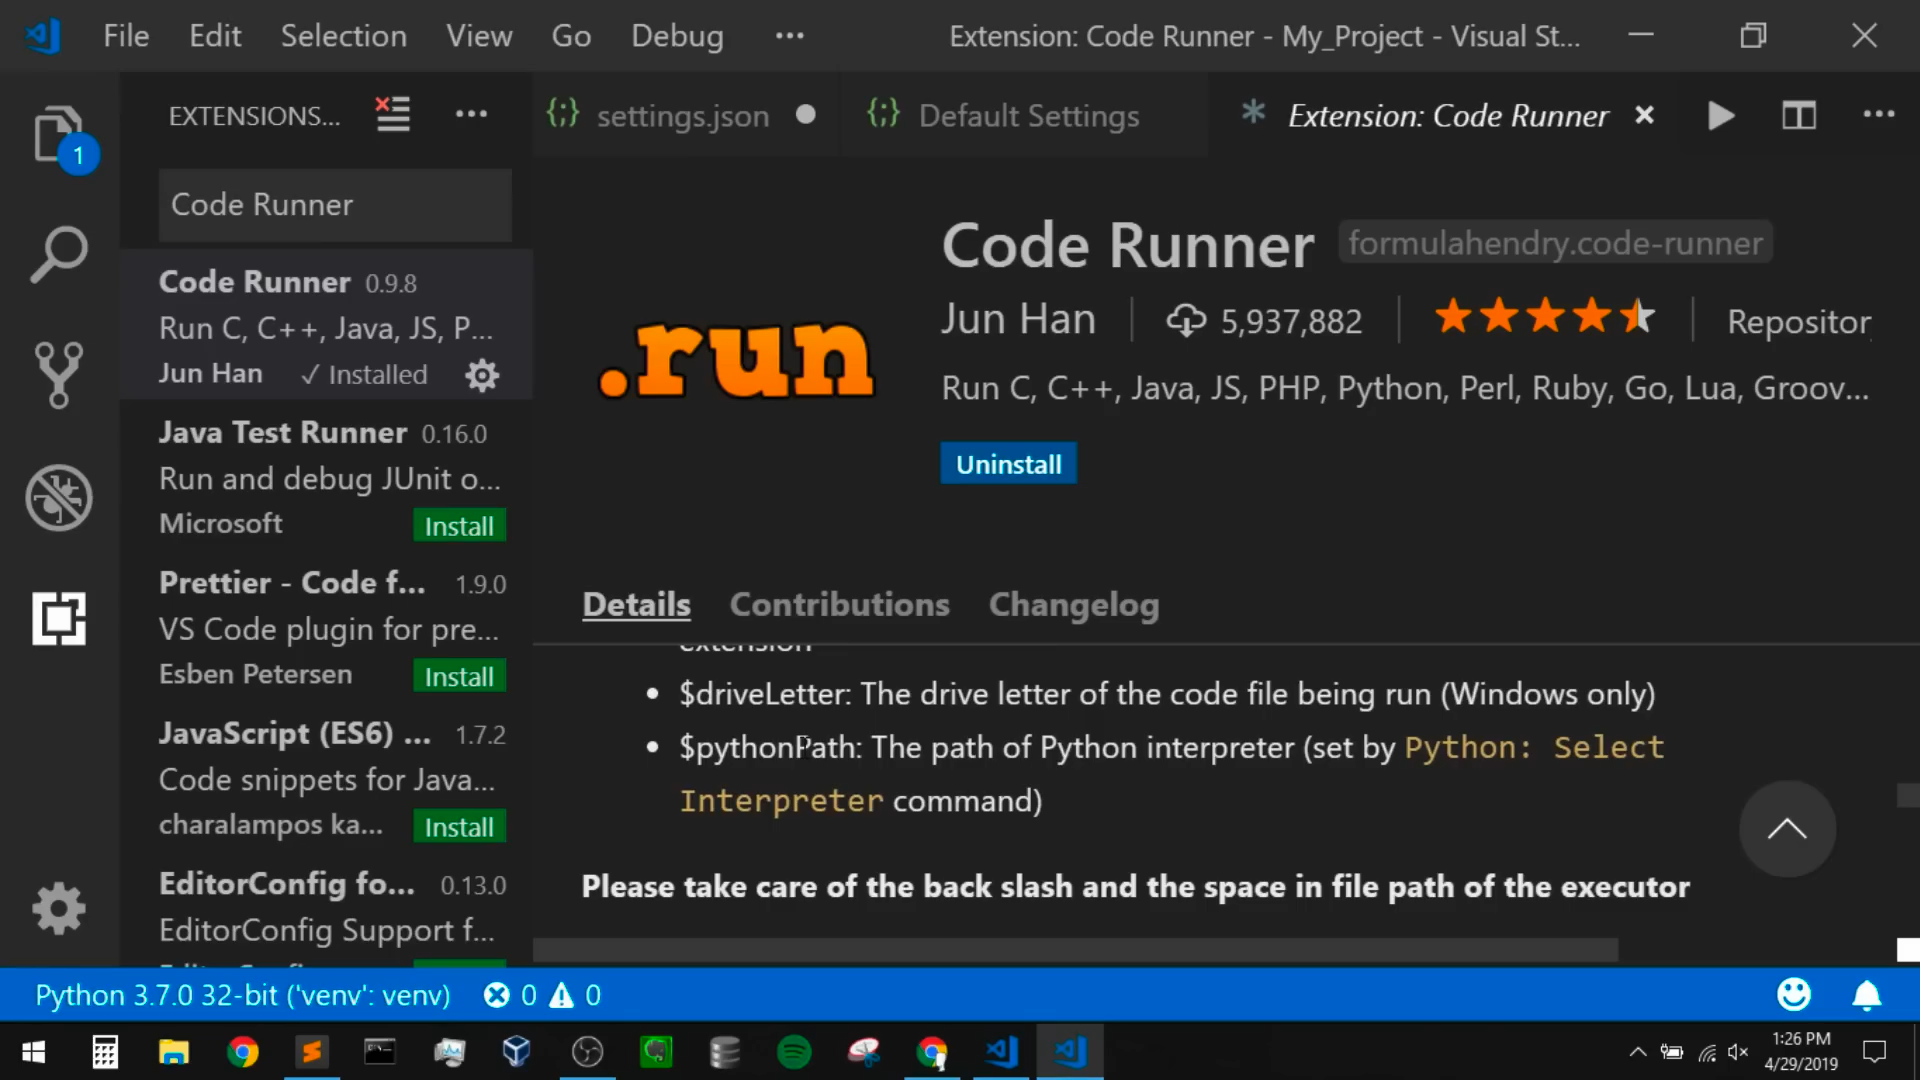 File Edit Selection View Go Debug ··· Extension: Code Runner - My_Project - Visual St...
EXTENSIONS...
settings.json
Default Settings
Extension: Code Runner
1
Code Runner
Code Runner 0.9.8
Run C, C++, Java, JS, P...
Jun Han ✓ Installed
Java Test Runner 0.16.0
Run and debug JUnit o...
Microsoft Install
Prettier - Code f... 1.9.0
VS Code plugin for pre...
Esben Petersen Install
JavaScript (ES6) ... 1.7.2
Code snippets for Java...
charalampos ka... Install
EditorConfig fo... 0.13.0
EditorConfig Support f...
.run
Code Runner formulahendry.code-runner
Jun Han 5,937,882 Repositor
Run C, C++, Java, JS, PHP, Python, Perl, Ruby, Go, Lua, Groov...
Uninstall
Details Contributions Changelog
extension
• $driveLetter: The drive letter of the code file being run (Windows only)
• $pythonPath: The path of Python interpreter (set by Python: Select
Interpreter command)
Please take care of the back slash and the space in file path of the executor
Python 3.7.0 32-bit ('venv': venv) 0 0
1:26 PM
4/29/2019